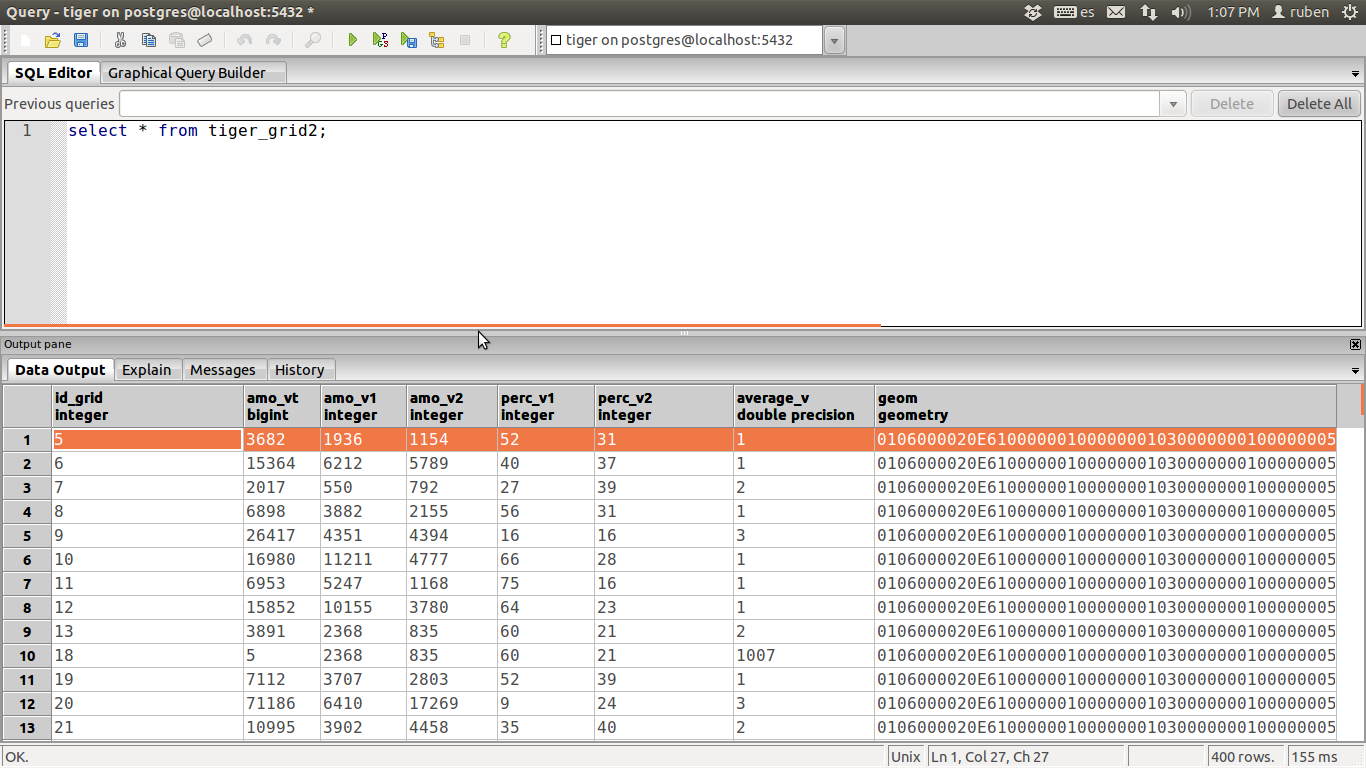 Query - tiger on postgres@localhost:5432 *
es
1:07 PM
ruben
tiger on postgres@localhost:5432
SQL Editor
Graphical Query Builder
Previous queries
Delete
Delete All
1 select * from tiger_grid2;
Output pane
Data Output
Explain
Messages
History
id_grid amo_vt amo_v1 amo_v2 perc_v1 perc_v2 average_v geom
integer bigint integer integer integer integer double precision geometry
1 5 3682 1936 1154 52 31 1 0106000020E61000000100000001030000000100000005
2 6 15364 6212 5789 40 37 1 0106000020E61000000100000001030000000100000005
3 7 2017 550 792 27 39 2 0106000020E61000000100000001030000000100000005
4 8 6898 3882 2155 56 31 1 0106000020E61000000100000001030000000100000005
5 9 26417 4351 4394 16 16 3 0106000020E61000000100000001030000000100000005
6 10 16980 11211 4777 66 28 1 0106000020E61000000100000001030000000100000005
7 11 6953 5247 1168 75 16 1 0106000020E61000000100000001030000000100000005
8 12 15852 10155 3780 64 23 1 0106000020E61000000100000001030000000100000005
9 13 3891 2368 835 60 21 2 0106000020E61000000100000001030000000100000005
10 18 5 2368 835 60 21 1007 0106000020E61000000100000001030000000100000005
11 19 7112 3707 2803 52 39 1 0106000020E61000000100000001030000000100000005
12 20 71186 6410 17269 9 24 3 0106000020E61000000100000001030000000100000005
13 21 10995 3902 4458 35 40 2 0106000020E61000000100000001030000000100000005
OK.
Unix
Ln 1, Col 27, Ch 27
400 rows.
155 ms